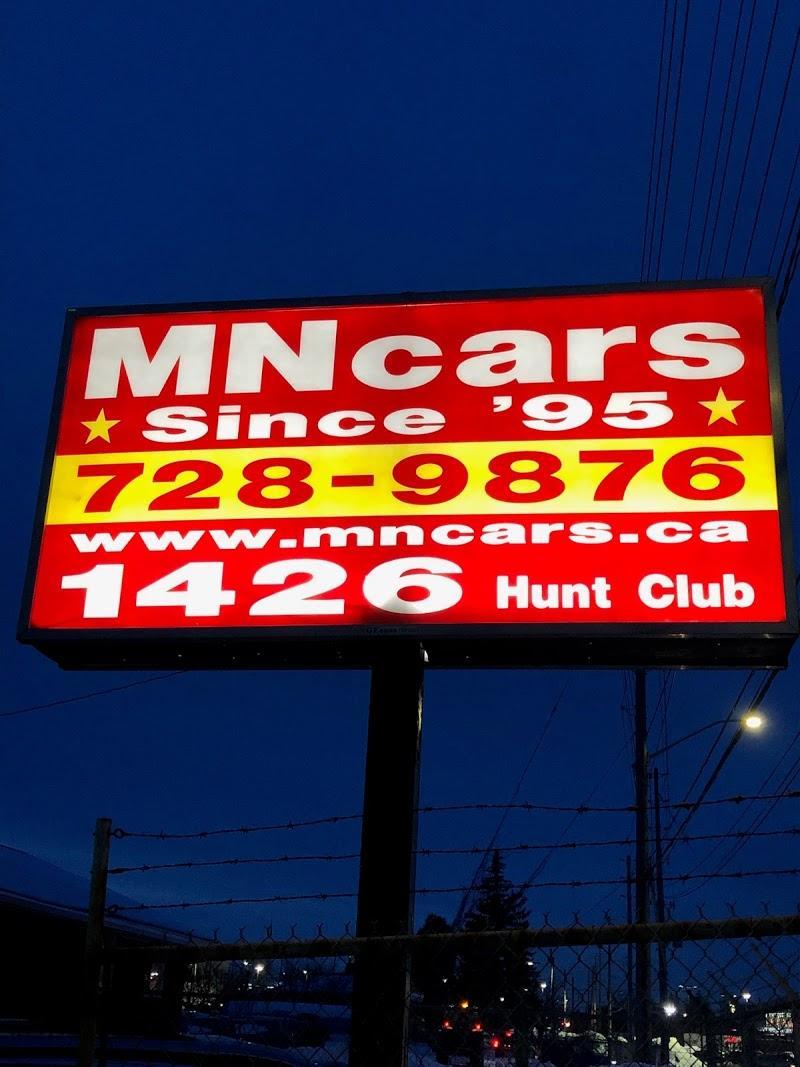 MNcars
Since '95
728-9876
www.mncars.ca
1426 Hunt Club